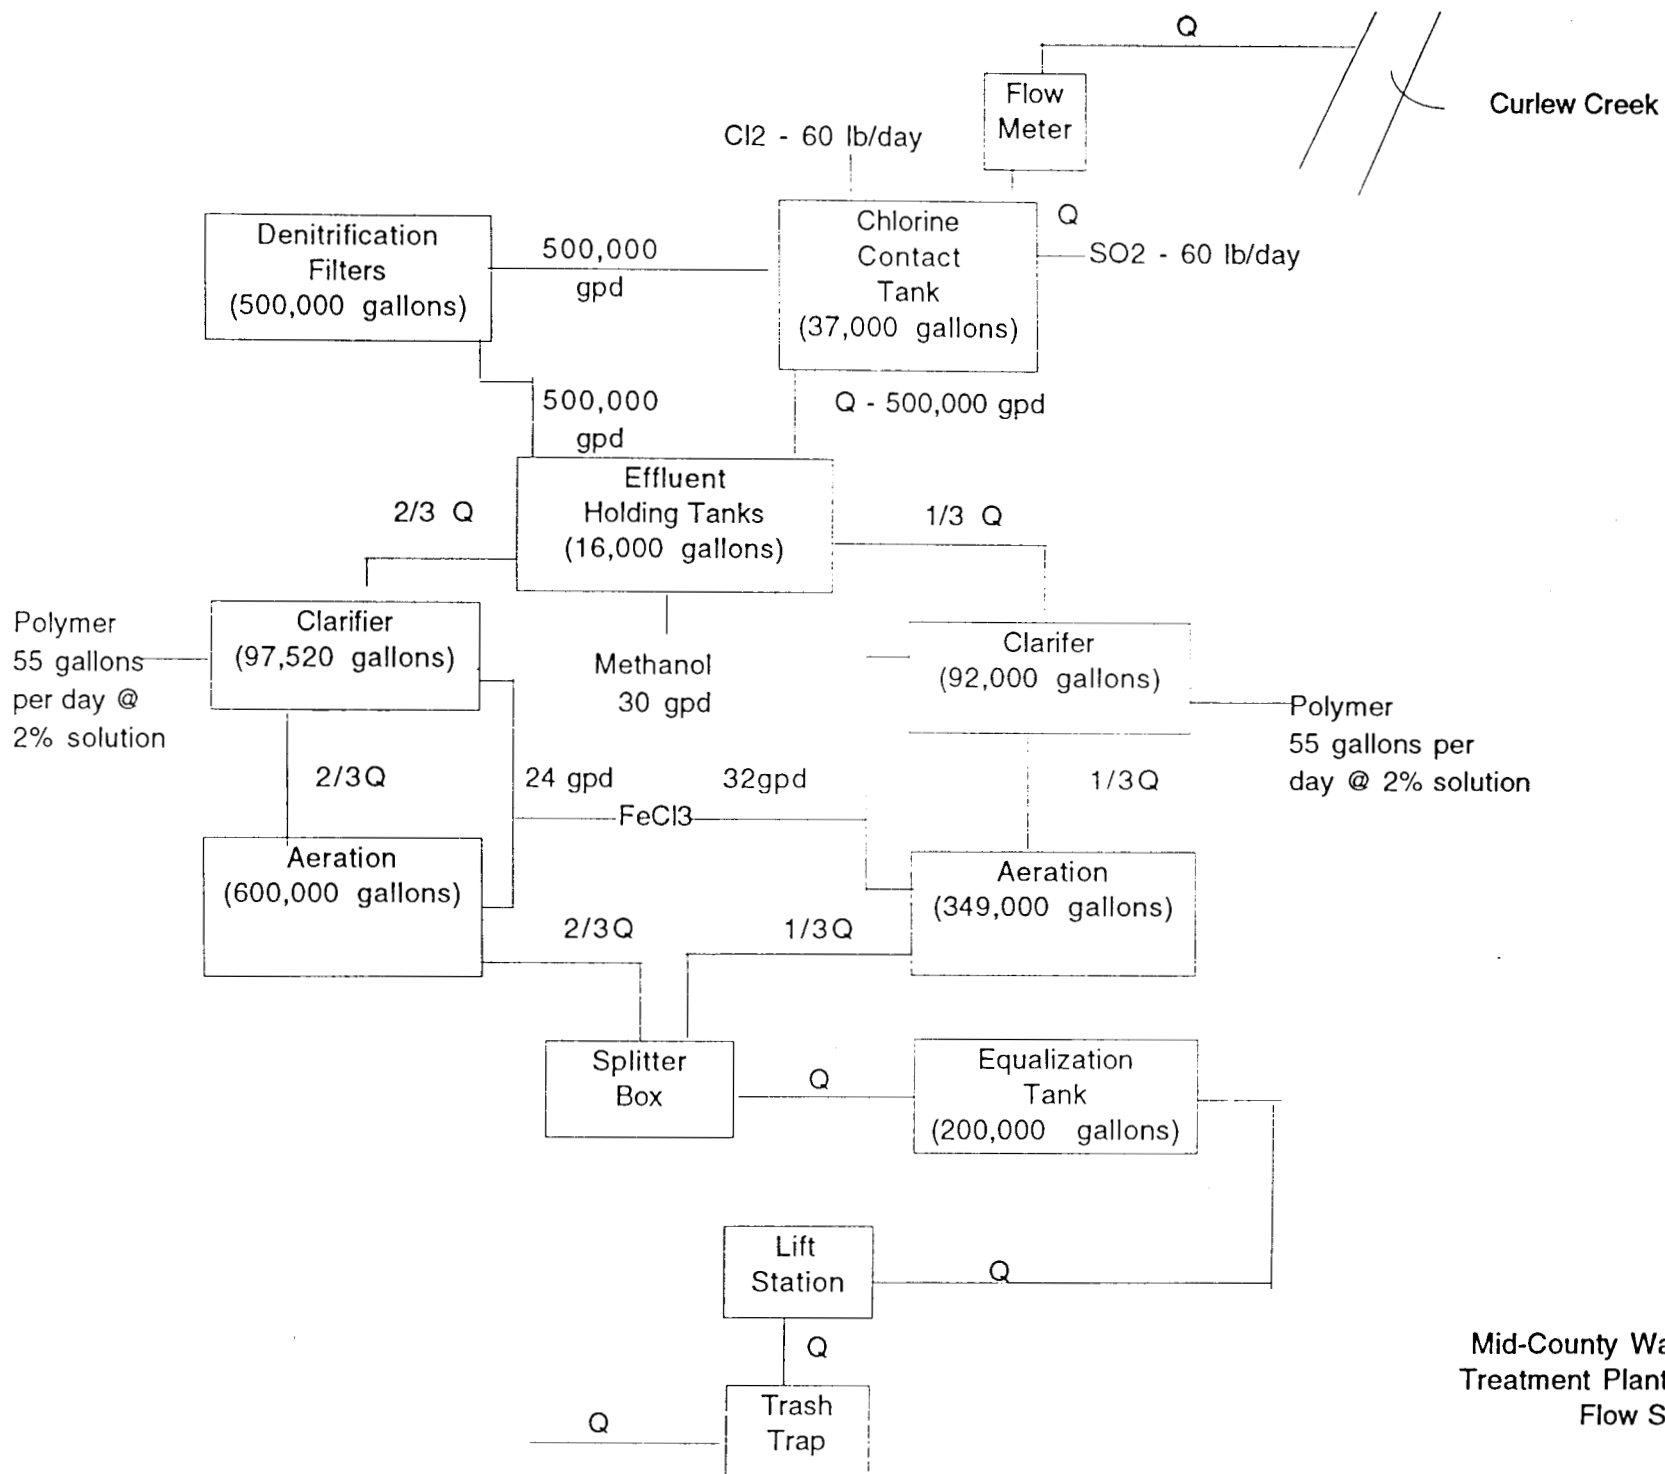 Q
Flow
Meter
Curlew Creek
Cl2 - 60 lb/day
Denitrification
Filters
(500,000 gallons)
500,000
gpd
Chlorine
Contact
Tank
(37,000 gallons)
Q
SO2 - 60 lb/day
500,000
gpd
Q - 500,000 gpd
2/3 Q
Effluent
Holding Tanks
(16,000 gallons)
1/3 Q
Polymer
55 gallons
per day @
2% solution
Clarifier
(97,520 gallons)
Methanol
30 gpd
Clarifer
(92,000 gallons)
Polymer
55 gallons per
day @ 2% solution
2/3Q
24 gpd
32gpd
1/3Q
FeCl3
Aeration
(600,000 gallons)
Aeration
(349,000 gallons)
2/3Q
1/3Q
Splitter
Box
Q
Equalization
Tank
(200,000 gallons)
Lift
Station
Q
Q
Trash
Trap
Q
Mid-County Wa
Treatment Plant
Flow S